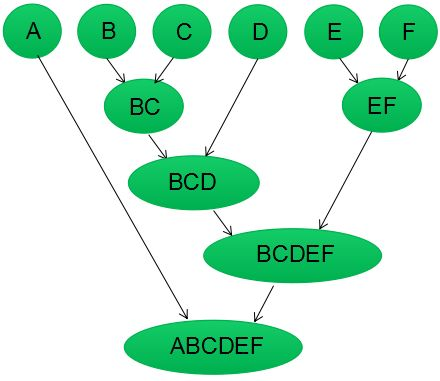 A B C D E F
BC EF
BCD
BCDEF
ABCDEF